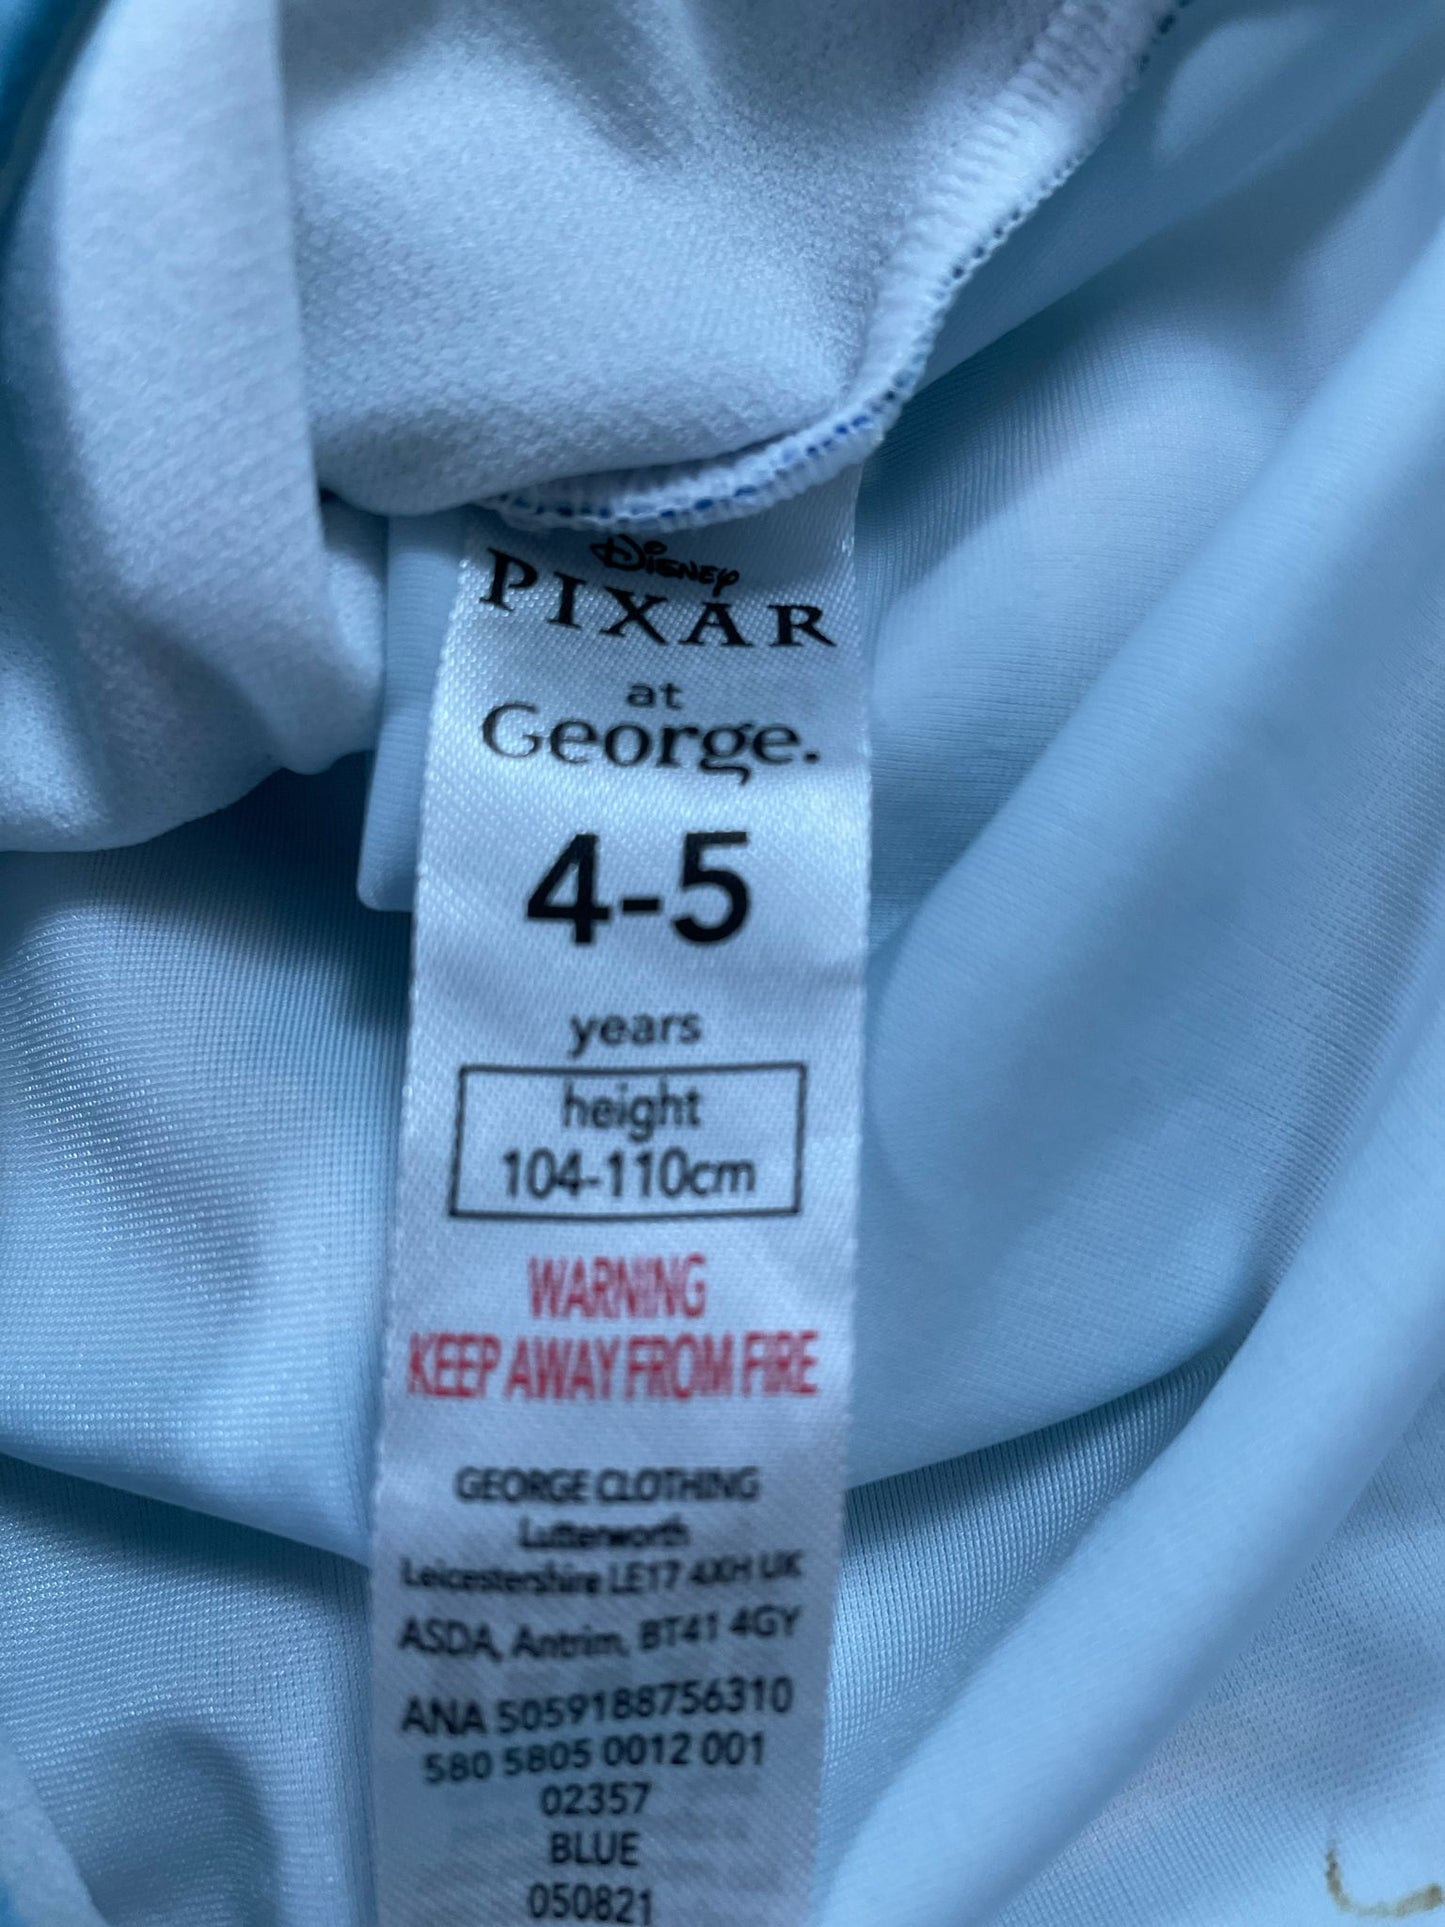 Disney
PIXAR
at
George.
4-5
years
height
104-110cm
WARNING
KEEP AWAY FROM FIRE
GEORGE CLOTHING
Lutterworth
Leicestershire LE17 4XH UK
ASDA, Antrim, BT41 4GY
ANA 5059188756310
580 5805 0012 001
02357
BLUE
050821